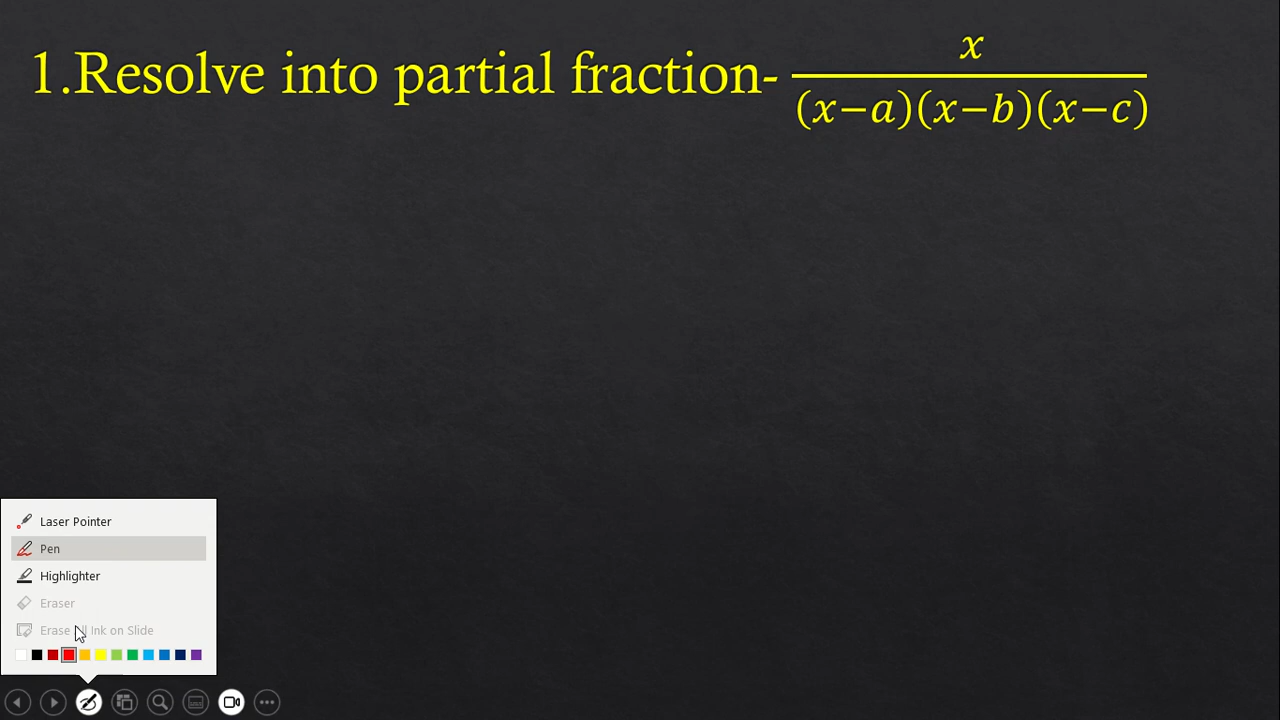 1.Resolve into partial fraction- x/((x−a)(x−b)(x−c))
Laser Pointer
Pen
Highlighter
Eraser
Erase All Ink on Slide